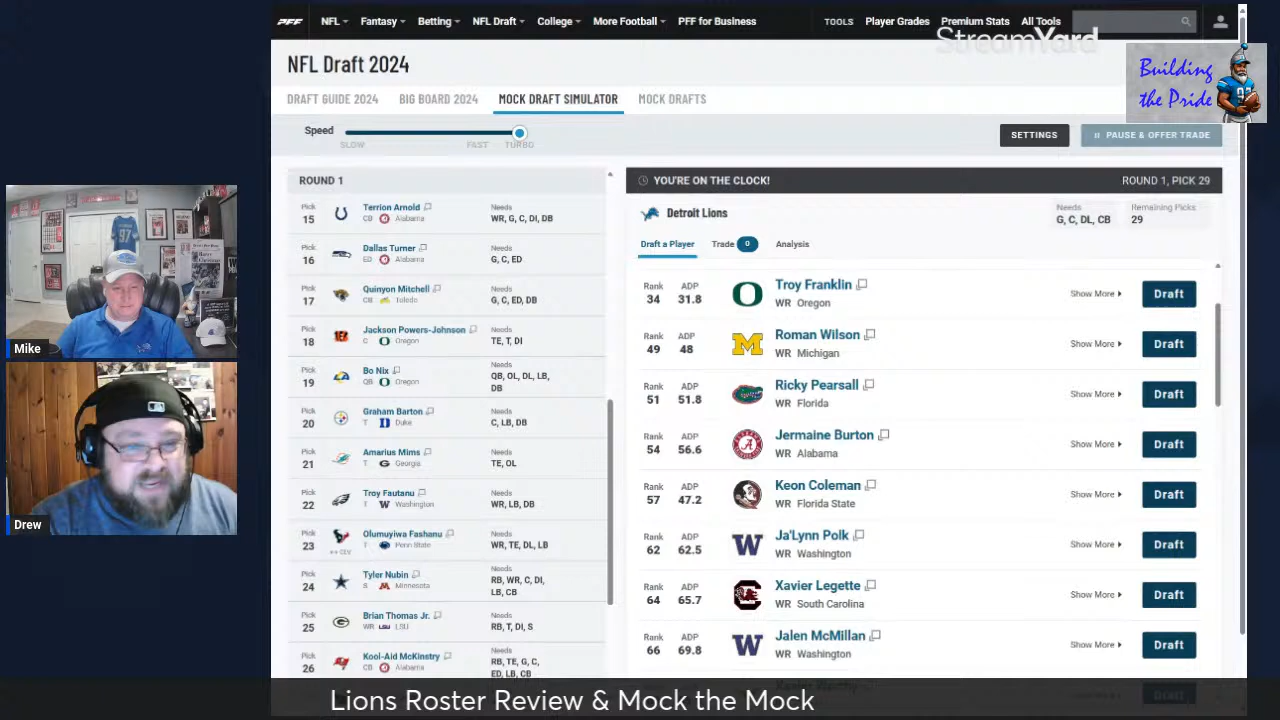 PFF NFL Fantasy Betting NFL Draft College More Football PFF for Business TOOLS Player Grades Premium Stats All Tools
StreamYard
Building the Pride
NFL Draft 2024
DRAFT GUIDE 2024 BIG BOARD 2024 MOCK DRAFT SIMULATOR MOCK DRAFTS
Speed
SLOW FAST TURBO
SETTINGS PAUSE & OFFER TRADE
ROUND 1
Pick 15 Terrion Arnold CB Alabama Needs WR, G, C, DI, DB
Pick 16 Dallas Turner ED Alabama Needs G, C, ED
Pick 17 Quinyon Mitchell CB Toledo Needs G, C, ED, DB
Pick 18 Jackson Powers-Johnson C Oregon Needs TE, T, DI
Pick 19 Bo Nix QB Oregon Needs QB, OL, DL, LB, DB
Pick 20 Graham Barton T Duke Needs C, LB, DB
Pick 21 Amarius Mims T Georgia Needs TE, OL
Pick 22 Troy Fautanu T Washington Needs WR, LB, DB
Pick 23 CLV Olumuyiwa Fashanu T Penn State Needs WR, TE, DL, LB
Pick 24 Tyler Nubin S Minnesota Needs RB, WR, C, DI, LB, CB
Pick 25 Brian Thomas Jr. WR LSU Needs RB, T, DI, S
Pick 26 Kool-Aid McKinstry CB Alabama Needs RB, TE, G, C, ED, LB, CB
YOU'RE ON THE CLOCK! ROUND 1, PICK 29
Detroit Lions Needs G, C, DL, CB Remaining Picks 29
Draft a Player Trade 0 Analysis
Rank 34 ADP 31.8 Troy Franklin WR Oregon Show More Draft
Rank 49 ADP 48 Roman Wilson WR Michigan Show More Draft
Rank 51 ADP 51.8 Ricky Pearsall WR Florida Show More Draft
Rank 54 ADP 56.6 Jermaine Burton WR Alabama Show More Draft
Rank 57 ADP 47.2 Keon Coleman WR Florida State Show More Draft
Rank 62 ADP 62.5 Ja'Lynn Polk WR Washington Show More Draft
Rank 64 ADP 65.7 Xavier Legette WR South Carolina Show More Draft
Rank 66 ADP 69.8 Jalen McMillan WR Washington Show More Draft
Mike
Drew
Lions Roster Review & Mock the Mock